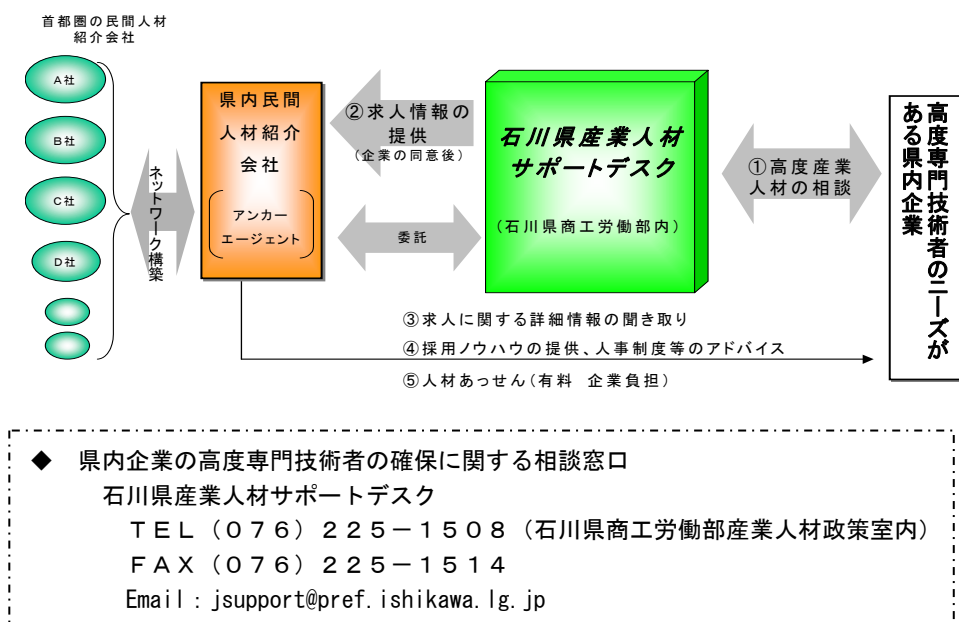 首都圏の民間人材
紹介会社
A社
B社
C社
D社
ネットワーク構築
県内民間
人材紹介
会社
アンカー
エージェント
②求人情報の
提供
(企業の同意後)
委託
石川県産業人材
サポートデスク
(石川県商工労働部内)
①高度産業
人材の相談
高度専門技術者のニーズが
ある県内企業
③求人に関する詳細情報の聞き取り
④採用ノウハウの提供、人事制度等のアドバイス
⑤人材あっせん(有料 企業負担)
◆ 県内企業の高度専門技術者の確保に関する相談窓口
石川県産業人材サポートデスク
TEL(076)225-1508(石川県商工労働部産業人材政策室内)
FAX(076)225-1514
Email:jsupport@pref.ishikawa.lg.jp